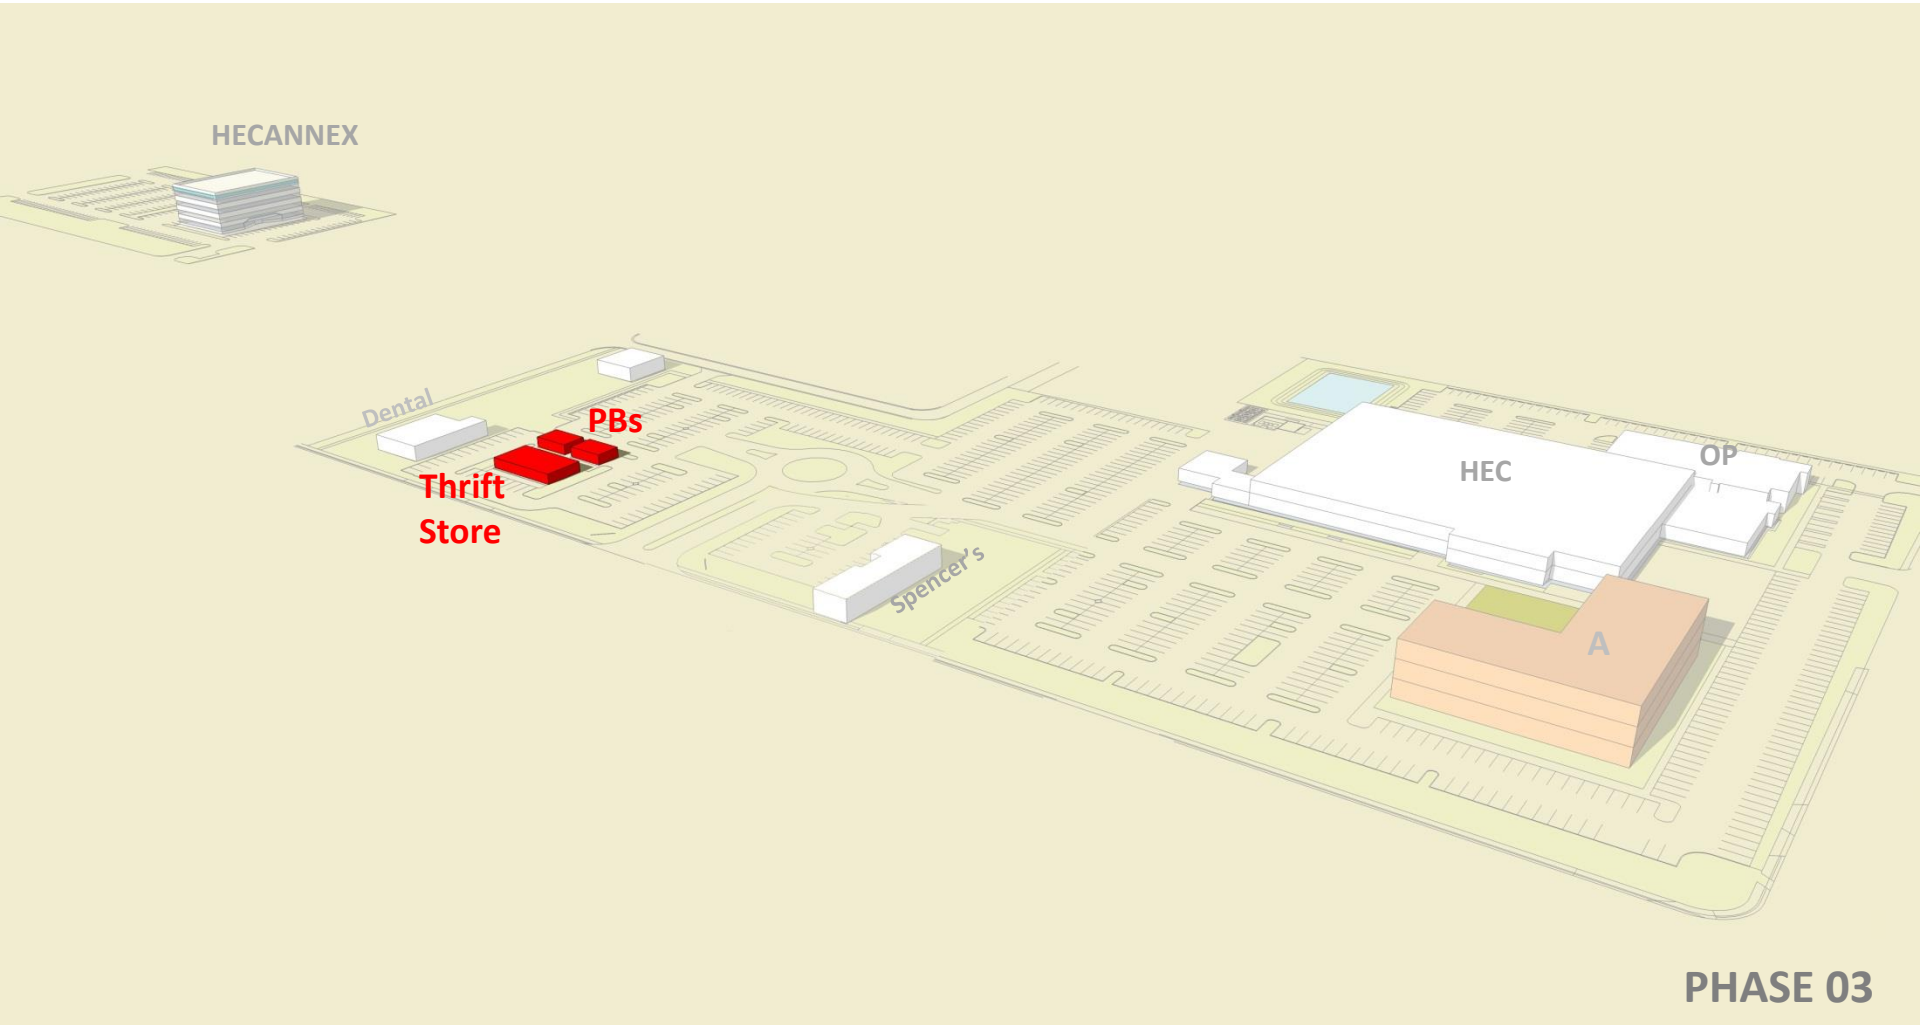 HECANNEX
Dental
PBs
Thrift
Store
Spencer's
HEC
OP
A
PHASE 03